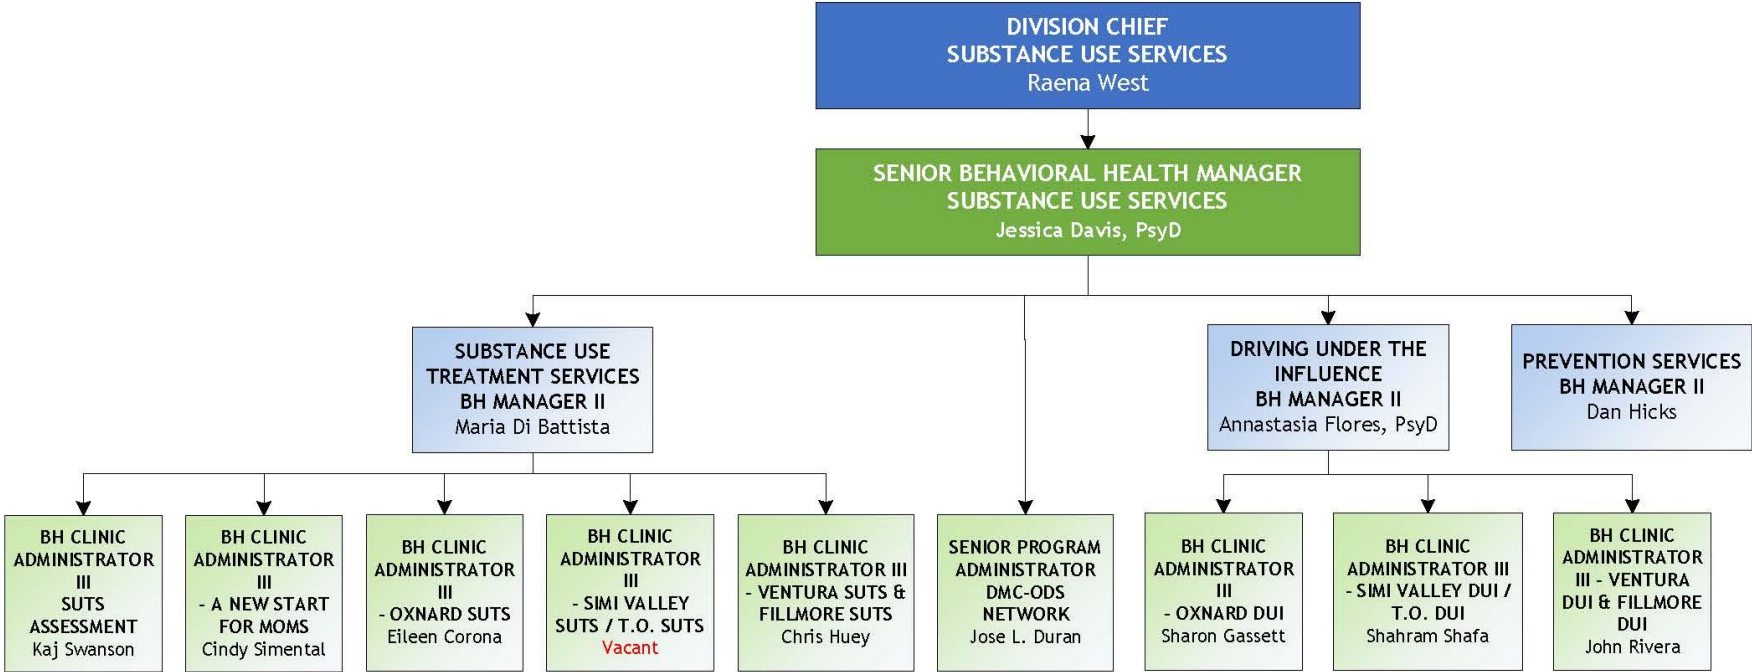 DIVISION CHIEF
SUBSTANCE USE SERVICES
Raena West
SENIOR BEHAVIORAL HEALTH MANAGER
SUBSTANCE USE SERVICES
Jessica Davis, PsyD
SUBSTANCE USE
TREATMENT SERVICES
BH MANAGER II
Maria Di Battista
DRIVING UNDER THE
INFLUENCE
BH MANAGER II
Annastasia Flores, PsyD
PREVENTION SERVICES
BH MANAGER II
Dan Hicks
BH CLINIC
ADMINISTRATOR
III
SUTS
ASSESSMENT
Kaj Swanson
BH CLINIC
ADMINISTRATOR
III
- A NEW START
FOR MOMS
Cindy Simental
BH CLINIC
ADMINISTRATOR
III
- OXNARD SUTS
Eileen Corona
BH CLINIC
ADMINISTRATOR
III
- SIMI VALLEY
SUTS / T.O. SUTS
Vacant
BH CLINIC
ADMINISTRATOR III
- VENTURA SUTS &
FILLMORE SUTS
Chris Huey
SENIOR PROGRAM
ADMINISTRATOR
DMC-ODS
NETWORK
Jose L. Duran
BH CLINIC
ADMINISTRATOR
III
- OXNARD DUI
Sharon Gassett
BH CLINIC
ADMINISTRATOR III
- SIMI VALLEY DUI /
T.O. DUI
Shahram Shafa
BH CLINIC
ADMINISTRATOR
III - VENTURA
DUI & FILLMORE
DUI
John Rivera